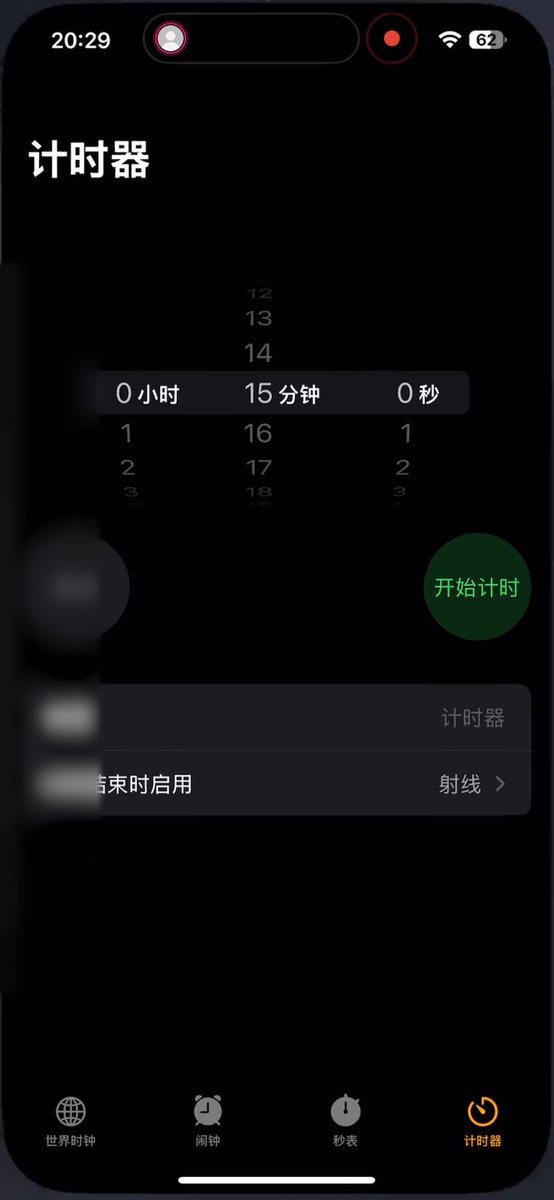 20:29
62
计时器
12
13
14
0 小时 15 分钟 0 秒
1 16 1
2 17 2
3 18 3
开始计时
计时器
结束时启用 射线
世界时钟 闹钟 秒表 计时器